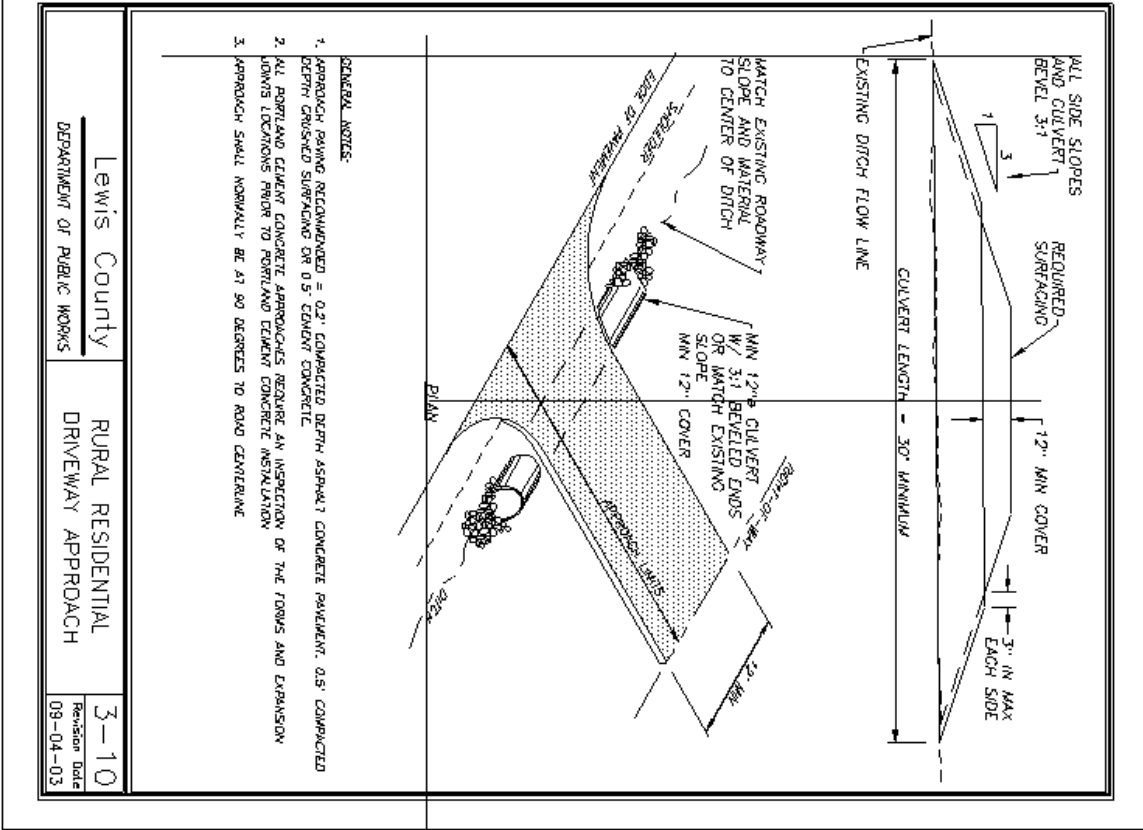 ALL SIDE SLOPES
AND CULVERT
BEVEL 3:1
1
3
REQUIRED
SURFACING
12" MIN COVER
3" IN MAX
EACH SIDE
EXISTING DITCH FLOW LINE
CULVERT LENGTH - 30' MINIMUM
MATCH EXISTING ROADWAY
SLOPE AND MATERIAL
TO CENTER OF DITCH
MIN 12"ø CULVERT
W/ 3:1 BEVELED ENDS
OR MATCH EXISTING
SLOPE
MIN 12" COVER
RIGHT-OF-WAY
12' MIN
SHOULDER
EDGE OF PAVEMENT
APPROACH LIMITS
DITCH
PLAN
GENERAL NOTES:
1. APPROACH PAVING RECOMMENDED = 0.2' COMPACTED DEPTH ASPHALT CONCRETE PAVEMENT. 0.5' COMPACTED
DEPTH CRUSHED SURFACING OR 0.5' CEMENT CONCRETE.
2. ALL PORTLAND CEMENT CONCRETE APPROACHES REQUIRE AN INSPECTION OF THE FORMS AND EXPANSION
JOINTS LOCATIONS PRIOR TO PORTLAND CEMENT CONCRETE INSTALLATION
3. APPROACH SHALL NORMALLY BE AT 90 DEGREES TO ROAD CENTERLINE
Lewis County
DEPARTMENT OF PUBLIC WORKS
RURAL RESIDENTIAL
DRIVEWAY APPROACH
3-10
Revision Date
09-04-03